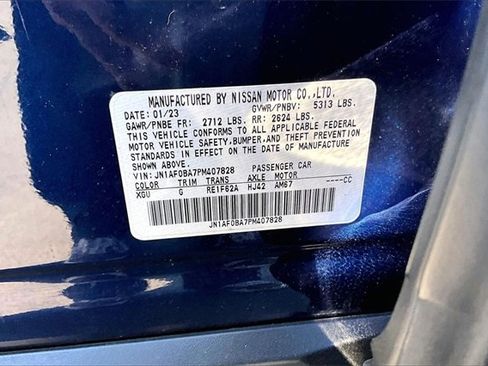 MANUFACTURED BY NISSAN MOTOR CO.,LTD.
DATE: 01/23 GVWR/PNBV: 5313 LBS.
GAWR/PNBE FR: 2712 LBS. RR: 2624 LBS.
THIS VEHICLE CONFORMS TO ALL APPLICABLE FEDERAL
MOTOR VEHICLE SAFETY,BUMPER,AND THEFT PREVENTION
STANDARDS IN EFFECT ON THE DATE OF MANUFACTURE
SHOWN ABOVE.
VIN: JN1AF0BA7PM407828 PASSENGER CAR
COLOR TRIM TRANS AXLE MOTOR
XGU G RE1F62A HJ42 AM67 ----CC
JN1AF0BA7PM407828